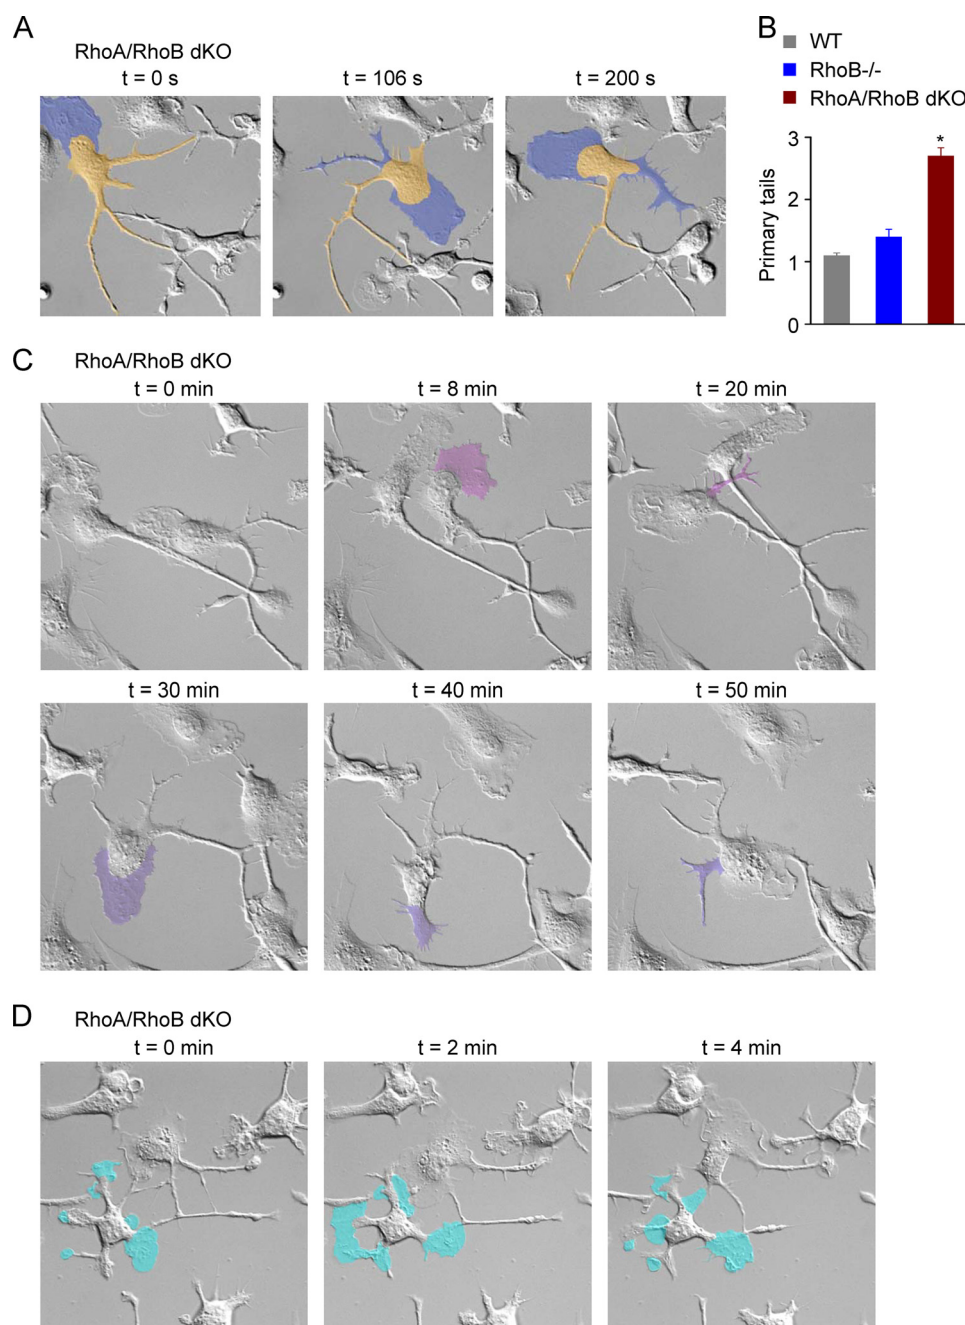 A
RhoA/RhoB dKO
t = 0 s
t = 106 s
t = 200 s
B
WT
RhoB-/-
RhoA/RhoB dKO
Primary tails
3
2
1
0
*
C
RhoA/RhoB dKO
t = 0 min
t = 8 min
t = 20 min
t = 30 min
t = 40 min
t = 50 min
D
RhoA/RhoB dKO
t = 0 min
t = 2 min
t = 4 min